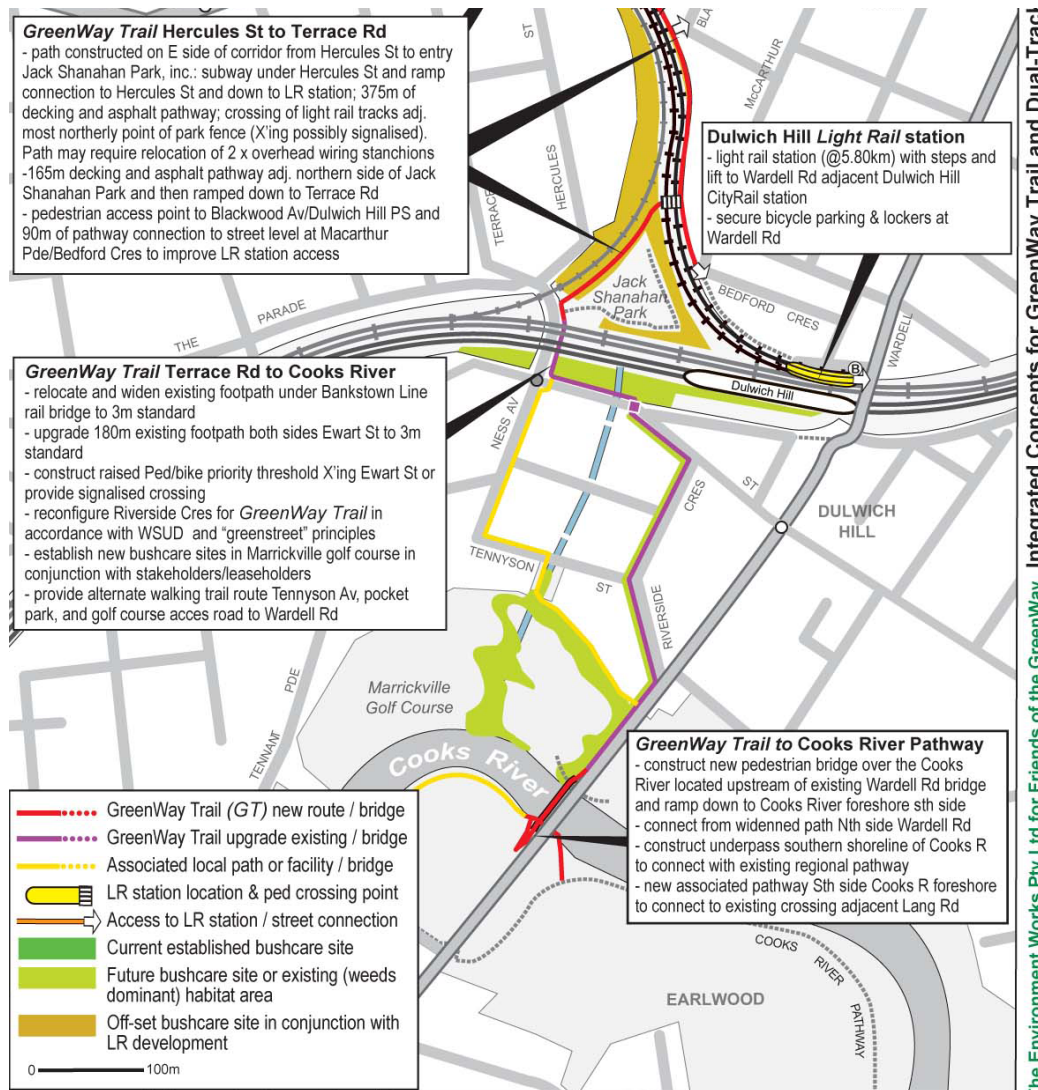 GreenWay Trail Hercules St to Terrace Rd
- path constructed on E side of corridor from Hercules St to entry
Jack Shanahan Park, inc.: subway under Hercules St and ramp
connection to Hercules St and down to LR station; 375m of
decking and asphalt pathway; crossing of light rail tracks adj.
most northerly point of park fence (X'ing possibly signalised).
Path may require relocation of 2 x overhead wiring stanchions
-165m decking and asphalt pathway adj. northern side of Jack
Shanahan Park and then ramped down to Terrace Rd
- pedestrian access point to Blackwood Av/Dulwich Hill PS and
90m of pathway connection to street level at Macarthur
Pde/Bedford Cres to improve LR station access
ST
HERCULES
TERRACE
BLA
McCARTHUR
Dulwich Hill Light Rail station
- light rail station (@5.80km) with steps and
lift to Wardell Rd adjacent Dulwich Hill
CityRail station
- secure bicycle parking & lockers at
Wardell Rd
Jack
Shanahan
Park
BEDFORD
CRES
WARDELL
THE
PARADE
B
Dulwich Hill
GreenWay Trail Terrace Rd to Cooks River
- relocate and widen existing footpath under Bankstown Line
rail bridge to 3m standard
- upgrade 180m existing footpath both sides Ewart St to 3m
standard
- construct raised Ped/bike priority threshold X'ing Ewart St or
provide signalised crossing
- reconfigure Riverside Cres for GreenWay Trail in
accordance with WSUD and “greenstreet” principles
- establish new bushcare sites in Marrickville golf course in
conjunction with stakeholders/leaseholders
- provide alternate walking trail route Tennyson Av, pocket
park, and golf course acces road to Wardell Rd
NESS AV
CRES
ST
DULWICH
HILL
TENNYSON
ST
RIVERSIDE
PDE
TENNANT
Marrickville
Golf Course
Cooks River
GreenWay Trail to Cooks River Pathway
- construct new pedestrian bridge over the Cooks
River located upstream of existing Wardell Rd bridge
and ramp down to Cooks River foreshore sth side
- connect from widenned path Nth side Wardell Rd
- construct underpass southern shoreline of Cooks R
to connect with existing regional pathway
- new associated pathway Sth side Cooks R foreshore
to connect to existing crossing adjacent Lang Rd
COOKS
RIVER
PATHWAY
EARLWOOD
GreenWay Trail (GT) new route / bridge
GreenWay Trail upgrade existing / bridge
Associated local path or facility / bridge
LR station location & ped crossing point
Access to LR station / street connection
Current established bushcare site
Future bushcare site or existing (weeds
dominant) habitat area
Off-set bushcare site in conjunction with
LR development
0 100m
Integrated Concepts for GreenWay Trail and Dual-Track
The Environment Works Pty Ltd for Friends of the GreenWay